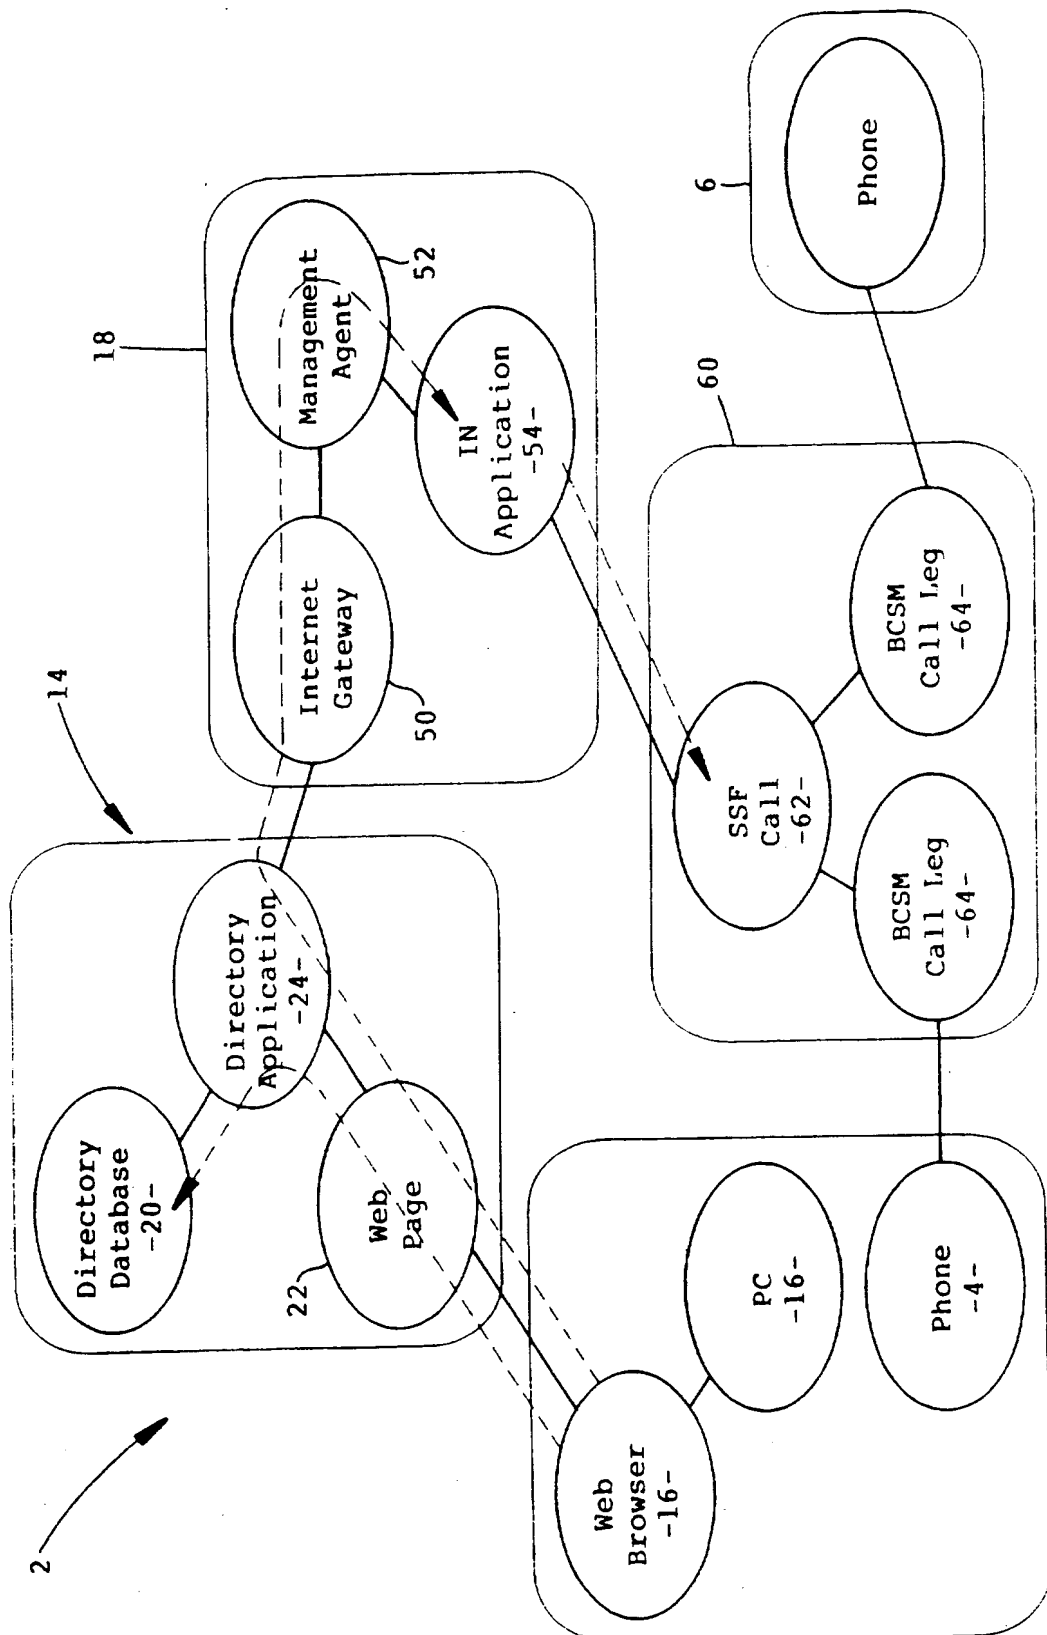 2
14
Directory
Database
-20-
Directory
Application
-24-
22
Web
Page
18
Internet
Gateway
50
Management
Agent
52
IN
Application
-54-
Web
Browser
-16-
PC
-16-
Phone
-4-
60
SSF
Call
-62-
BCSM
Call Leg
-64-
BCSM
Call Leg
-64-
6
Phone